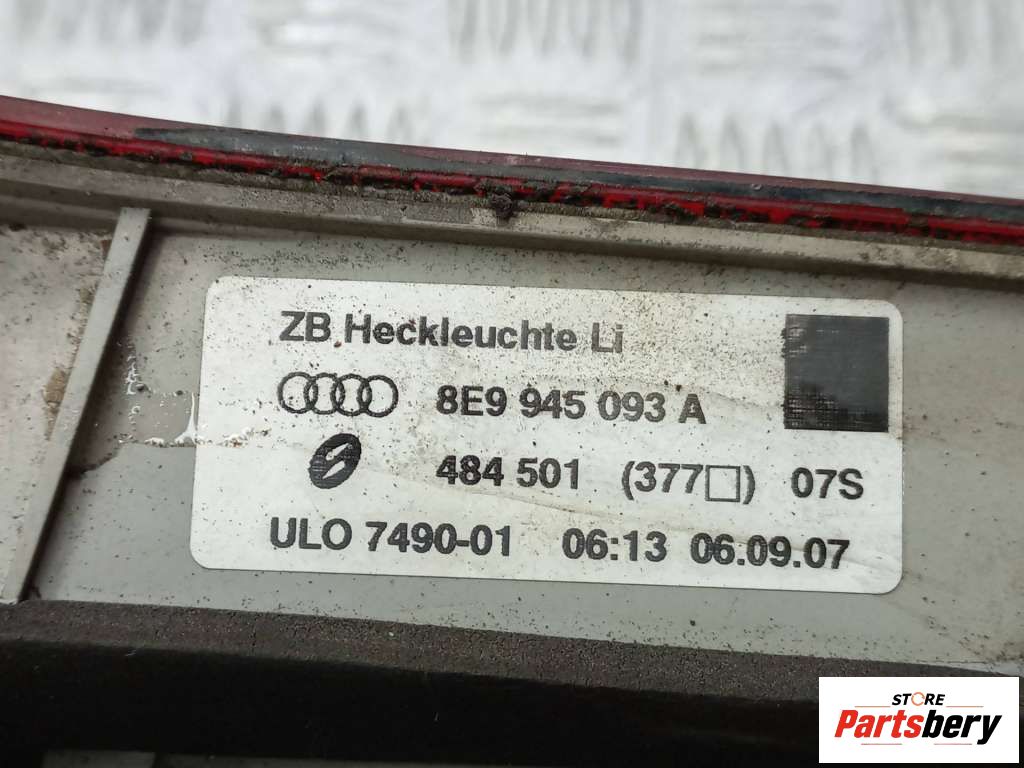 ZB Heckleuchte Li
8E9 945 093 A
484 501 (377□) 07S
ULO 7490-01 06:13 06.09.07
STORE
Partsbery